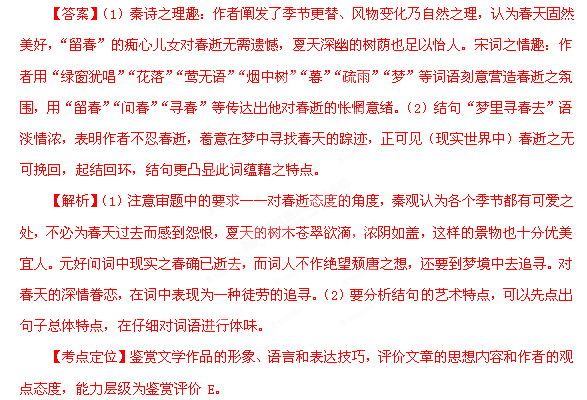 【答案】(1) 秦诗之理趣：作者阐发了季节更替、风物变化乃自然之理，认为春天固然
美好，“留春”的痴心儿女对春逝无需遗憾，夏天深幽的树荫也足以怡人。宋词之情趣：作
者用“绿窗犹唱”“花落”“莺无语”“烟中树”“暮”“疏雨”“梦”等词语刻意营造春逝之氛
围，用“留春”“问春”“寻春”等传达出他对春逝的怅惘意绪。(2) 结句“梦里寻春去”语
淡情浓，表明作者不忍春逝，着意在梦中寻找春天的踪迹，正可见（现实世界中）春逝之无
可挽回，起结回环，结句更凸显此词蕴藉之特点。
【解析】(1) 注意审题中的要求——对春逝态度的角度，秦观认为各个季节都有可爱之
处，不必为春天过去而感到怨恨，夏天的树木苍翠欲滴，浓阴如盖，这样的景物也十分优美
宜人。元好问词中现实之春确已逝去，而词人不作绝望颓唐之想，还要到梦境中去追寻。对
春天的深情眷恋，在词中表现为一种徒劳的追寻。(2) 要分析结句的艺术特点，可以先点出
句子总体特点，在仔细对词语进行体味。
【考点定位】鉴赏文学作品的形象、语言和表达技巧，评价文章的思想内容和作者的观
点态度，能力层级为鉴赏评价 E。